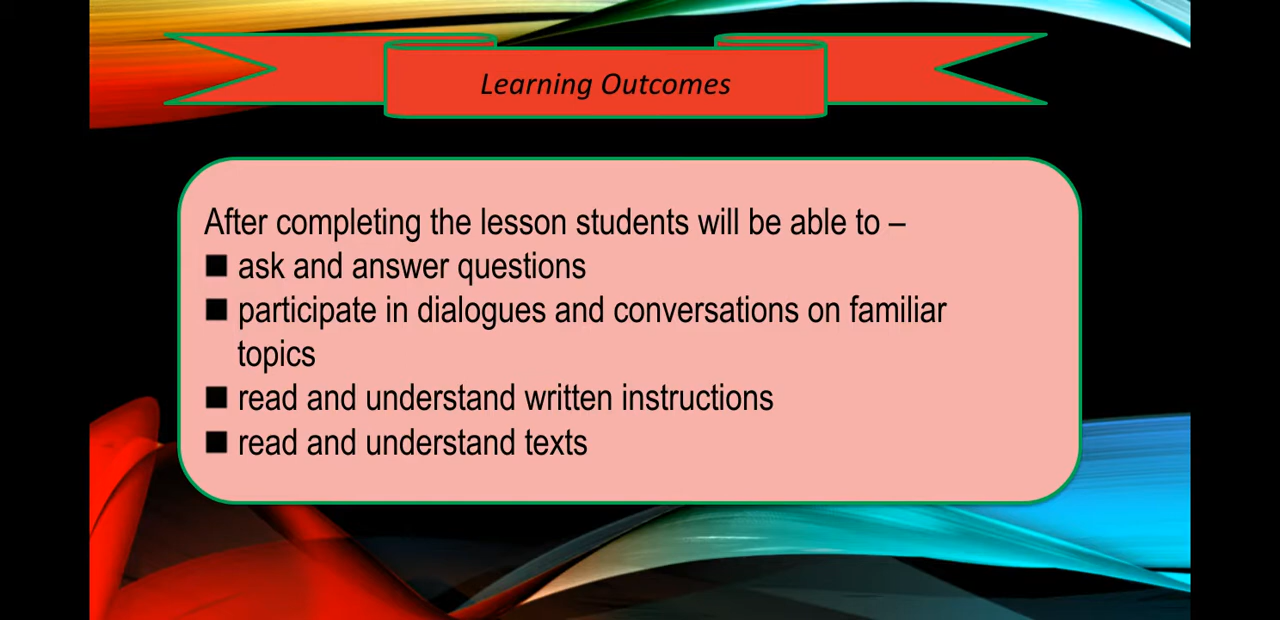 Learning Outcomes
After completing the lesson students will be able to –
■ ask and answer questions
■ participate in dialogues and conversations on familiar
topics
■ read and understand written instructions
■ read and understand texts